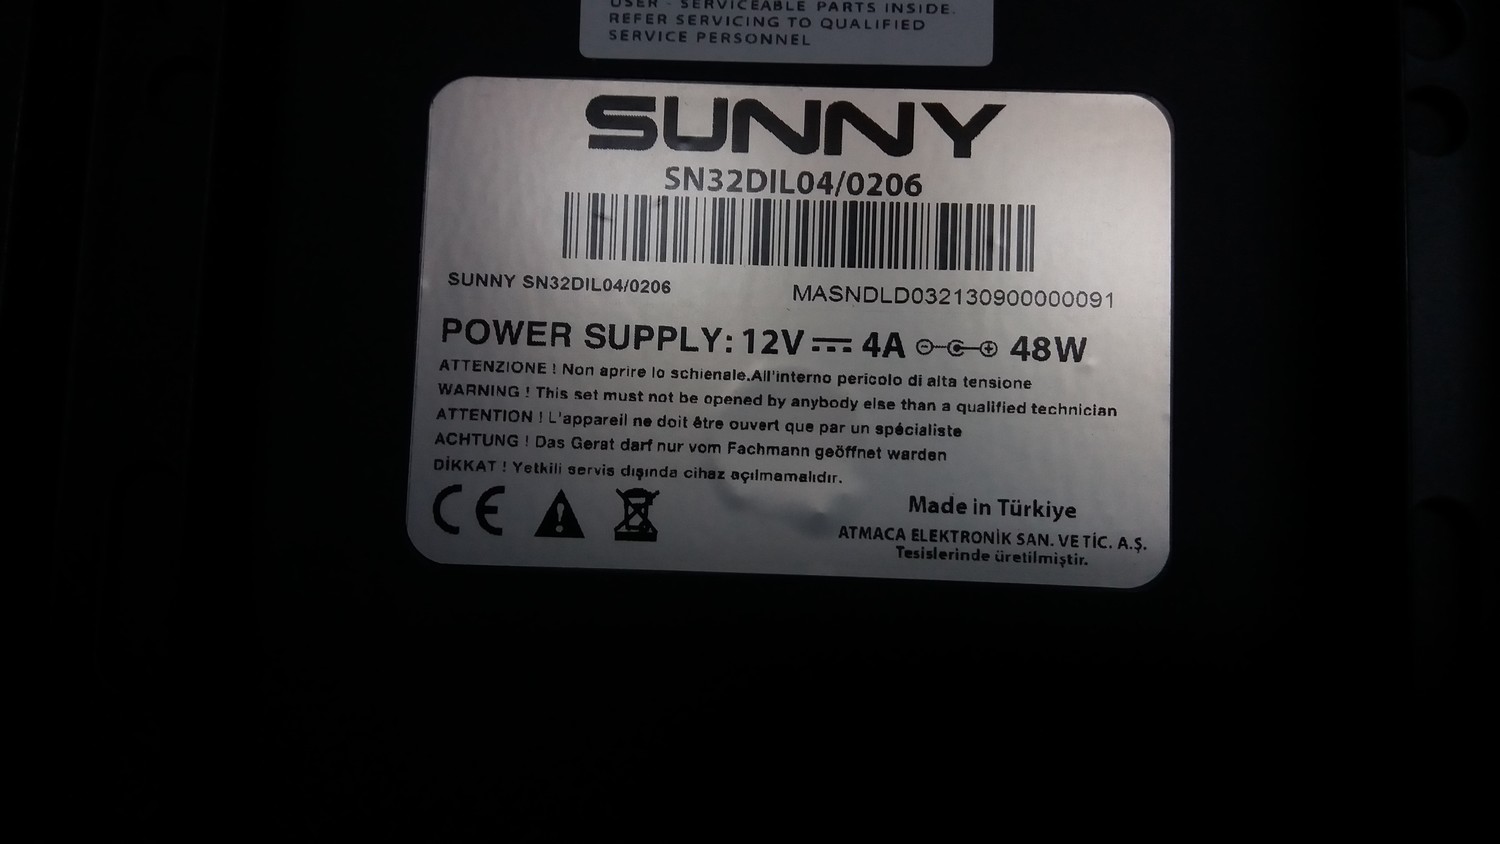 USER - SERVICEABLE PARTS INSIDE.
REFER SERVICING TO QUALIFIED
SERVICE PERSONNEL
SUNNY
SN32DIL04/0206
SUNNY SN32DIL04/0206 MASNDLD032130900000091
POWER SUPPLY: 12V 4A 48W
ATTENZIONE ! Non aprire lo schienale.All'interno pericolo di alta tensione
WARNING ! This set must not be opened by anybody else than a qualified technician
ATTENTION ! L'appareil ne doit être ouvert que par un spécialiste
ACHTUNG ! Das Gerat darf nur vom Fachmann geöffnet warden
DİKKAT ! Yetkili servis dışında cihaz açılmamalıdır.
CE
Made in Türkiye
ATMACA ELEKTRONİK SAN. VE TİC. A.Ş.
Tesislerinde üretilmiştir.